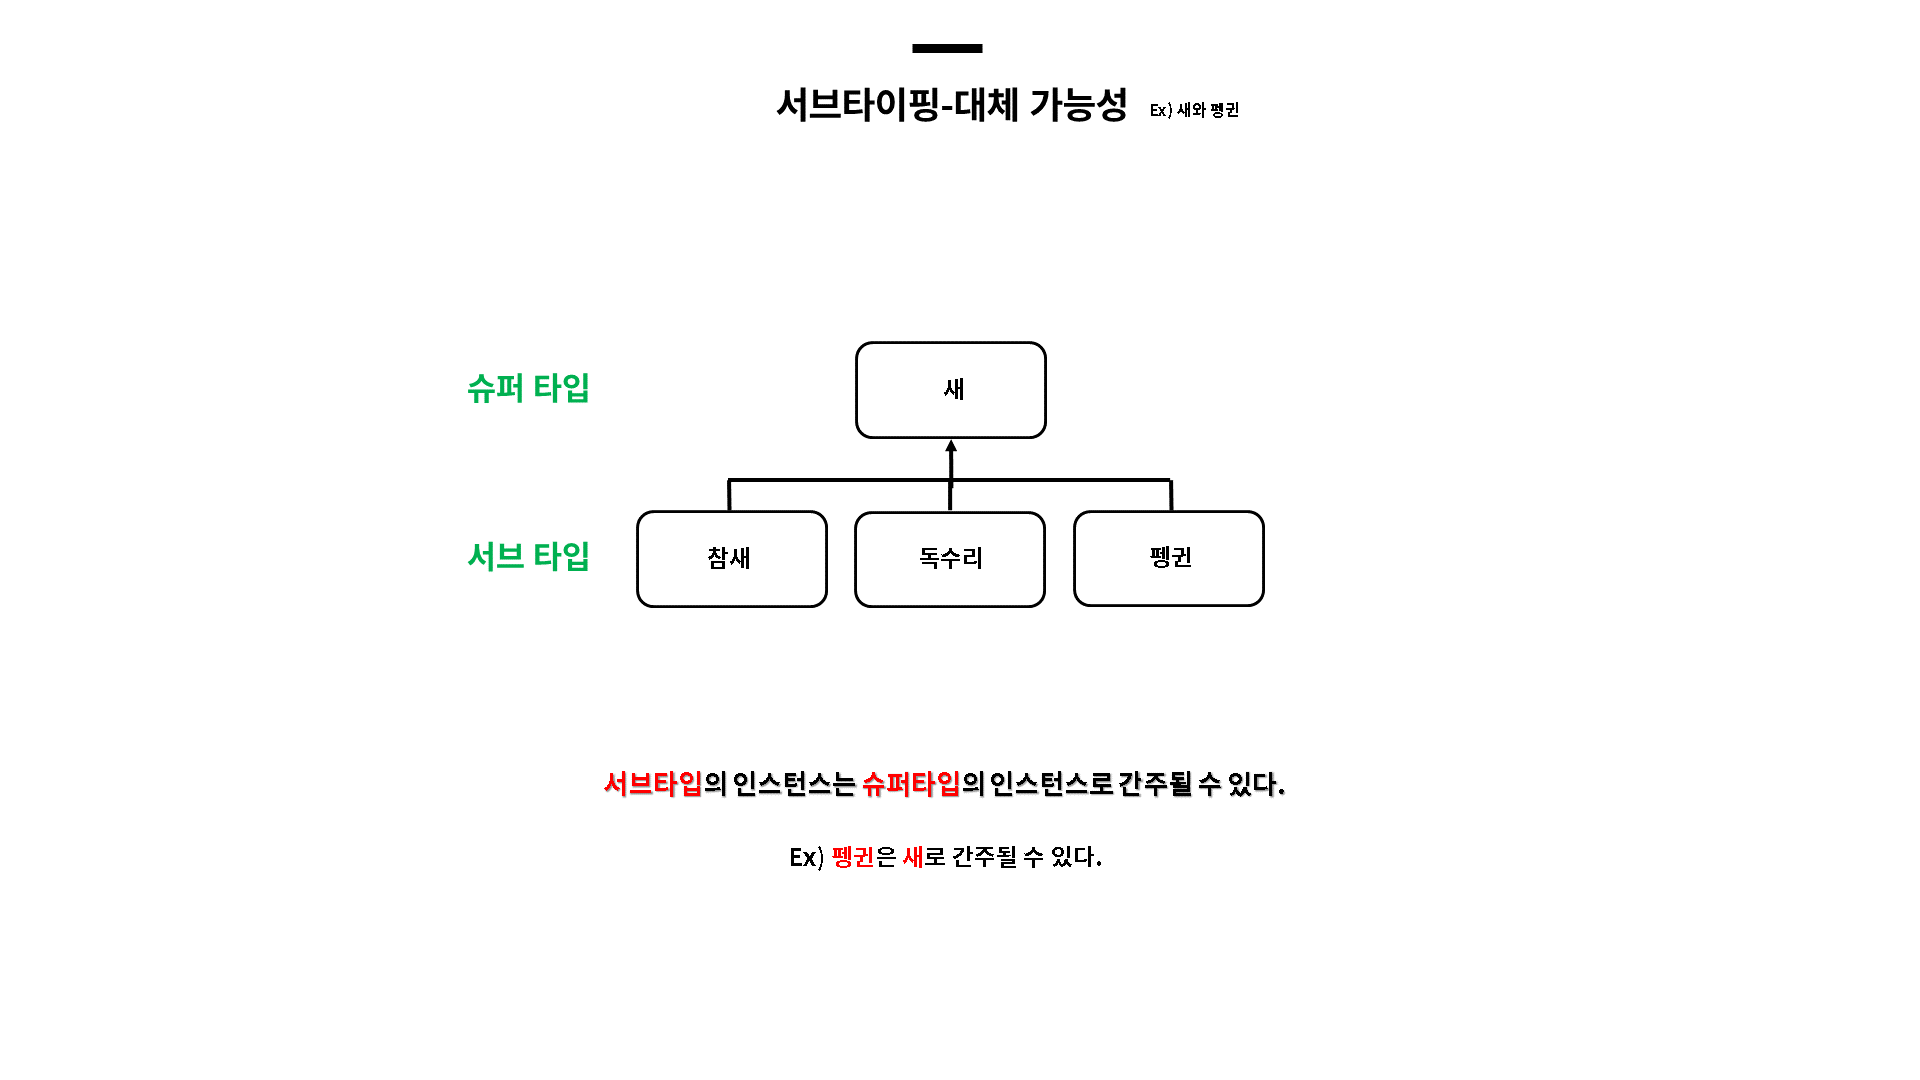 서브타이핑-대체 가능성 Ex) 새와 펭귄
슈퍼 타입
새
서브 타입
참새
독수리
펭귄
서브타입의 인스턴스는 슈퍼타입의 인스턴스로 간주될 수 있다.
Ex) 펭귄은 새로 간주될 수 있다.